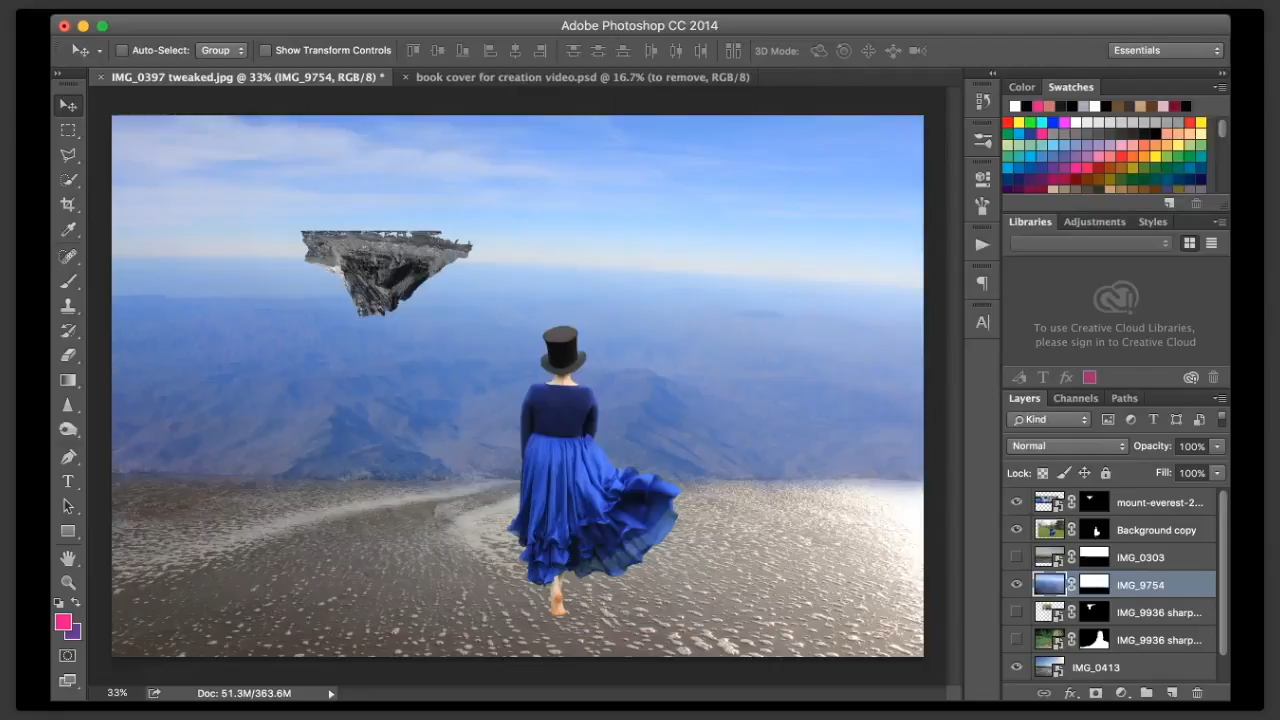 Adobe Photoshop CC 2014
Auto-Select: Group Show Transform Controls 3D Mode: Essentials
× IMG_0397 tweaked.jpg @ 33% (IMG_9754, RGB/8) * × book cover for creation video.psd @ 16.7% (to remove, RGB/8)
Color Swatches
Libraries Adjustments Styles
To use Creative Cloud Libraries,
please sign in to Creative Cloud
Layers Channels Paths
Kind
Normal Opacity: 100%
Lock: Fill: 100%
mount-everest-2...
Background copy
IMG_0303
IMG_9754
IMG_9936 sharp...
IMG_9936 sharp...
IMG_0413
33% Doc: 51.3M/363.6M